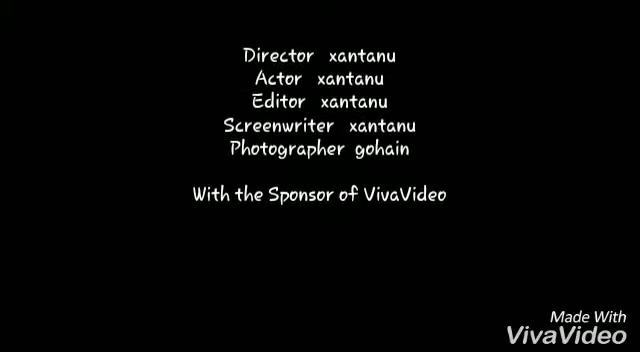 Director xantanu
Actor xantanu
Editor xantanu
Screenwriter xantanu
Photographer gohain
With the Sponsor of VivaVideo
Made With
VivaVideo